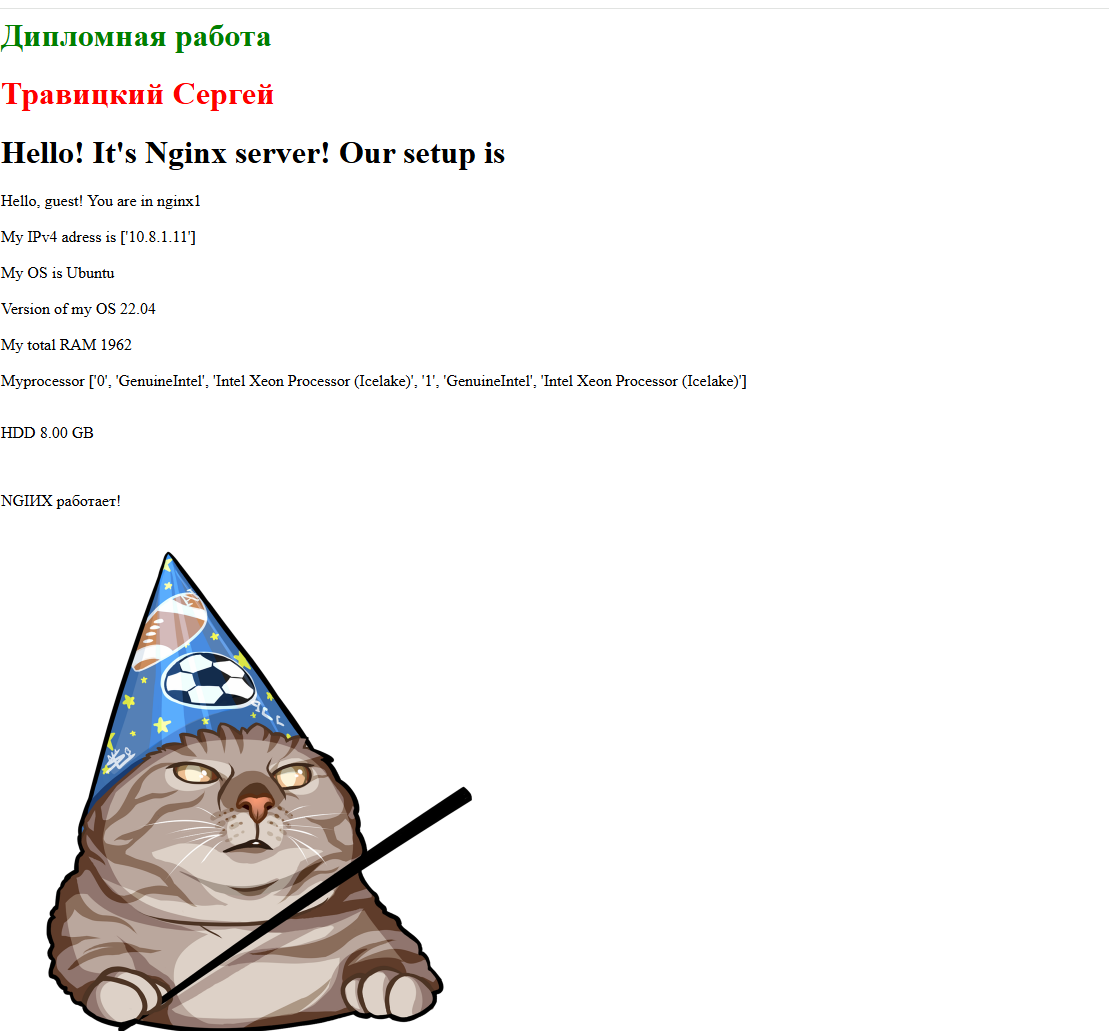 Дипломная работа
Травицкий Сергей
Hello! It's Nginx server! Our setup is
Hello, guest! You are in nginx1
My IPv4 adress is ['10.8.1.11']
My OS is Ubuntu
Version of my OS 22.04
My total RAM 1962
Myprocessor ['0', 'GenuineIntel', 'Intel Xeon Processor (Icelake)', '1', 'GenuineIntel', 'Intel Xeon Processor (Icelake)']
HDD 8.00 GB
NGIИХ работает!